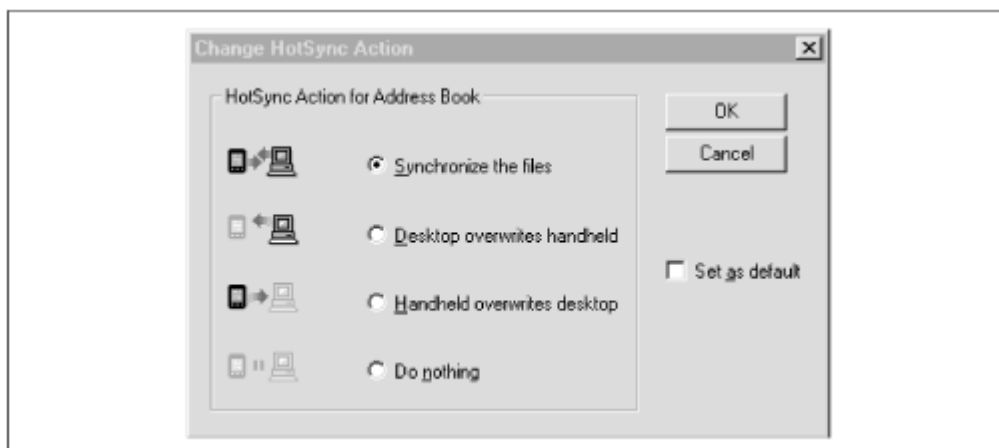 Change HotSync Action
HotSync Action for Address Book
Synchronize the files
Desktop overwrites handheld
Handheld overwrites desktop
Do nothing
OK
Cancel
Set as default